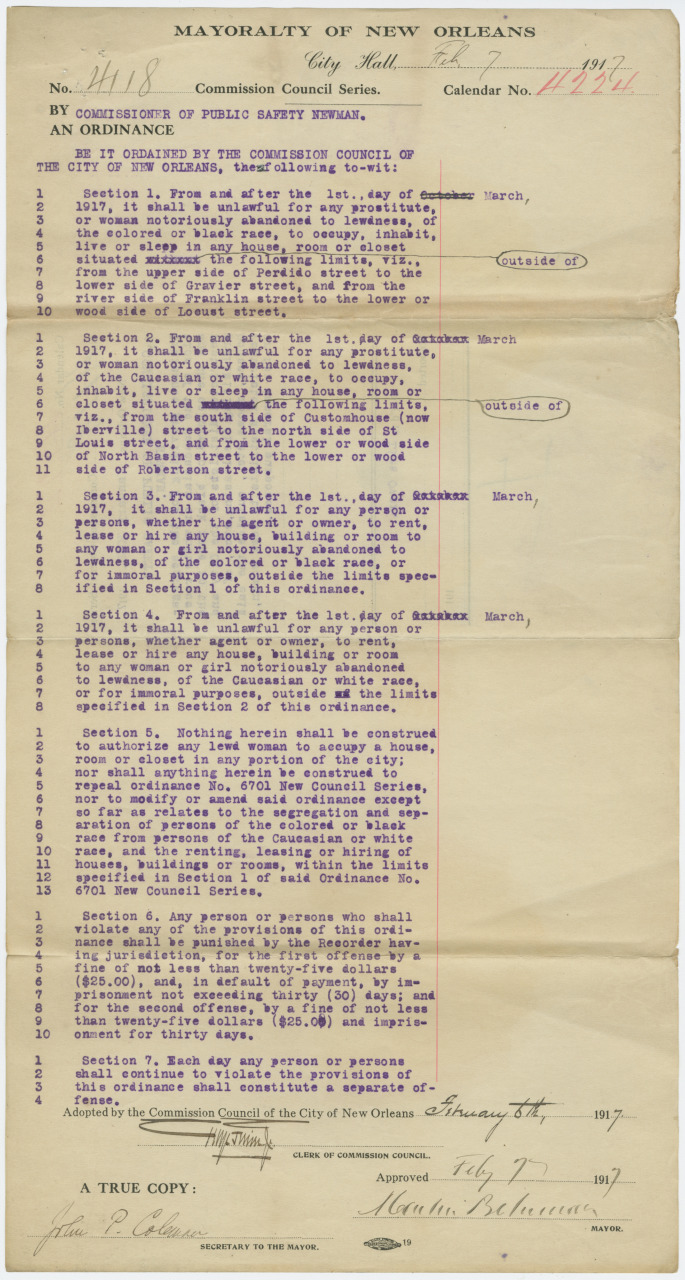 MAYORALTY OF NEW ORLEANS
City Hall, Feb 7 1917
No. 4118 Commission Council Series. Calendar No. 4224
BY COMMISSIONER OF PUBLIC SAFETY NEWMAN.
AN ORDINANCE
BE IT ORDAINED BY THE COMMISSION COUNCIL OF
THE CITY OF NEW ORLEANS, the following to-wit:
1 Section 1. From and after the 1st., day of October March,
2 1917, it shall be unlawful for any prostitute,
3 or woman notoriously abandoned to lewdness, of
4 the colored or black race, to occupy, inhabit,
5 live or sleep in any house, room or closet
6 situated the following limits, viz., outside of
7 from the upper side of Perdido street to the
8 lower side of Gravier street, and from the
9 river side of Franklin street to the lower or
10 wood side of Locust street.
1 Section 2. From and after the 1st. day of March
2 1917, it shall be unlawful for any prostitute,
3 or woman notoriously abandoned to lewdness,
4 of the Caucasian or white race, to occupy,
5 inhabit, live or sleep in any house, room or
6 closet situated the following limits, outside of
7 viz., from the south side of Customhouse (now
8 Iberville) street to the north side of St
9 Louis street, and from the lower or wood side
10 of North Basin street to the lower or wood
11 side of Robertson street.
1 Section 3. From and after the 1st., day of March,
2 1917, it shall be unlawful for any person or
3 persons, whether the agent or owner, to rent,
4 lease or hire any house, building or room to
5 any woman or girl notoriously abandoned to
6 lewdness, of the colored or black race, or
7 for immoral purposes, outside the limits spec-
8 ified in Section 1 of this ordinance.
1 Section 4. From and after the 1st. day of March,
2 1917, it shall be unlawful for any person or
3 persons, whether agent or owner, to rent,
4 lease or hire any house, building or room
5 to any woman or girl notoriously abandoned
6 to lewdness, of the Caucasian or white race,
7 or for immoral purposes, outside the limits
8 specified in Section 2 of this ordinance.
1 Section 5. Nothing herein shall be construed
2 to authorize any lewd woman to accupy a house,
3 room or closet in any portion of the city;
4 nor shall anything herein be construed to
5 repeal ordinance No. 6701 New Council Series,
6 nor to modify or amend said ordinance except
7 so far as relates to the segregation and sep-
8 aration of persons of the colored or black
9 race from persons of the Caucasian or white
10 race, and the renting, leasing or hiring of
11 houses, buildings or rooms, within the limits
12 specified in Section 1 of said Ordinance No.
13 6701 New Council Series.
1 Section 6. Any person or persons who shall
2 violate any of the provisions of this ordi-
3 nance shall be punished by the Recorder hav-
4 ing jurisdiction, for the first offense by a
5 fine of not less than twenty-five dollars
6 ($25.00), and, in default of payment, by im-
7 prisonment not exceeding thirty (30) days; and
8 for the second offense, by a fine of not less
9 than twenty-five dollars ($25.00) and impris-
10 onment for thirty days.
1 Section 7. Each day any person or persons
2 shall continue to violate the provisions of
3 this ordinance shall constitute a separate of-
4 fense.
Adopted by the Commission Council of the City of New Orleans February 6th, 1917.
CLERK OF COMMISSION COUNCIL.
Approved Feby 7 1917
A TRUE COPY:
Martin Behrman
MAYOR.
John P. Coleman
SECRETARY TO THE MAYOR.
19